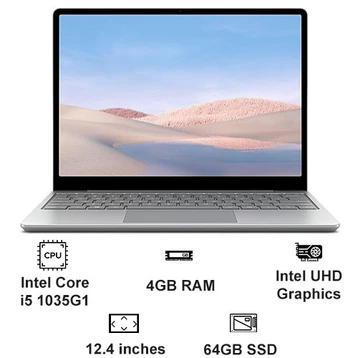 CPU
Intel Core
i5 1035G1
4GB RAM
Intel UHD
Graphics
12.4 inches
64GB SSD